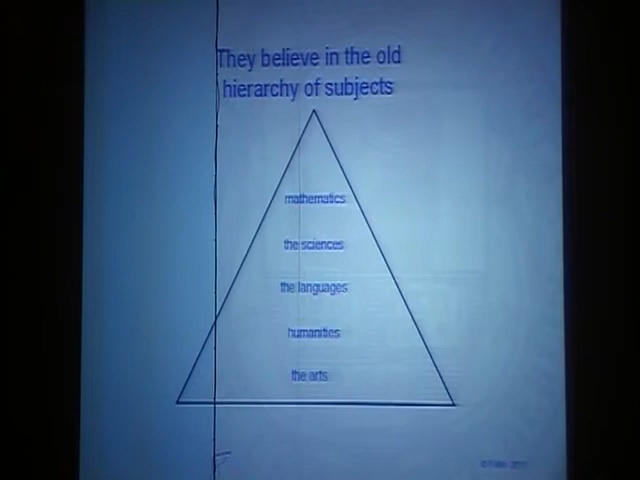 They believe in the old
hierarchy of subjects
mathematics
the sciences
the languages
humanities
the arts